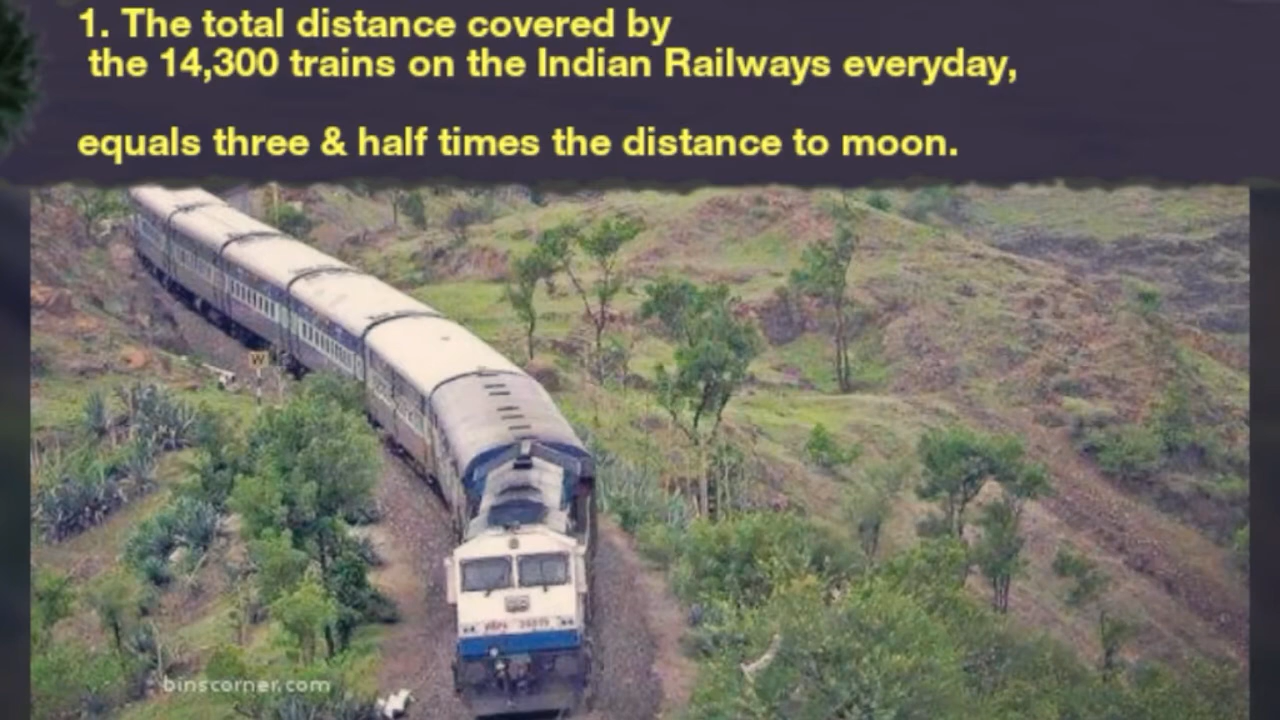 1. The total distance covered by
the 14,300 trains on the Indian Railways everyday,
equals three & half times the distance to moon.
W
binscorner.com